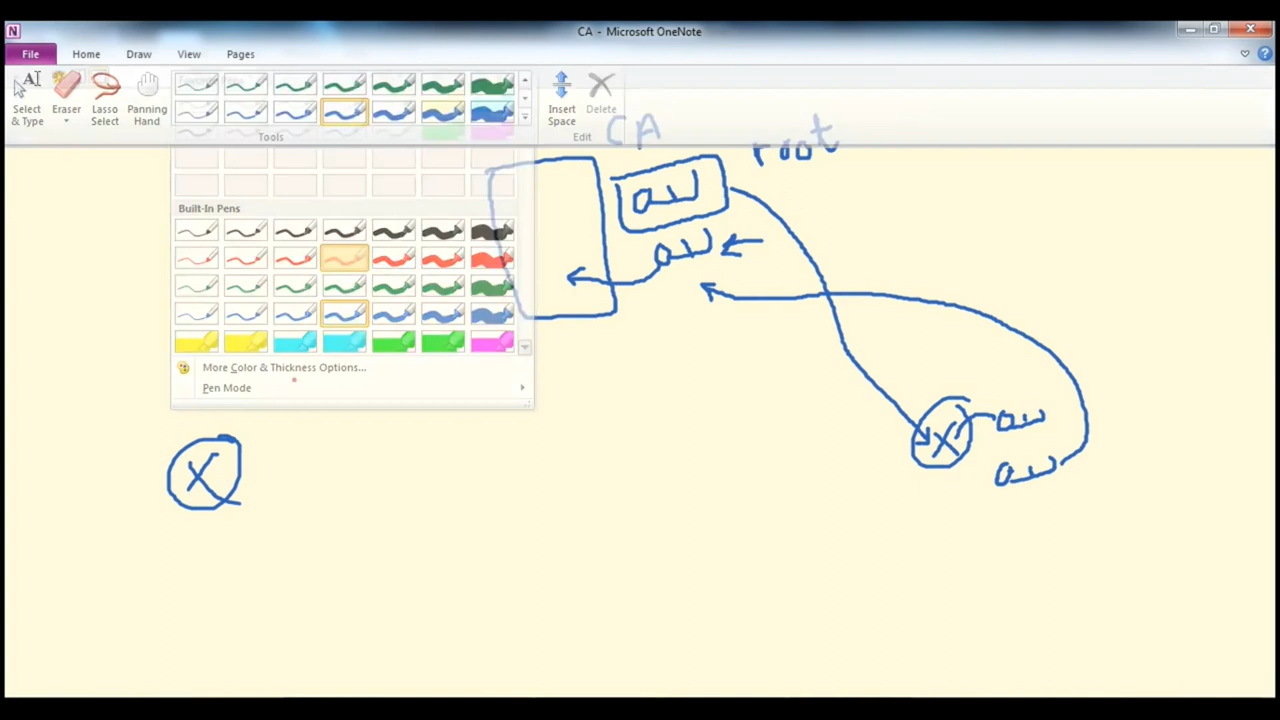 CA - Microsoft OneNote
File Home Draw View Pages
Select & Type
Eraser
Lasso Select
Panning Hand
Insert Space
Delete
Tools
Edit
CA
root
aw
aw
Built-In Pens
More Color & Thickness Options...
Pen Mode
X
aw
aw
X